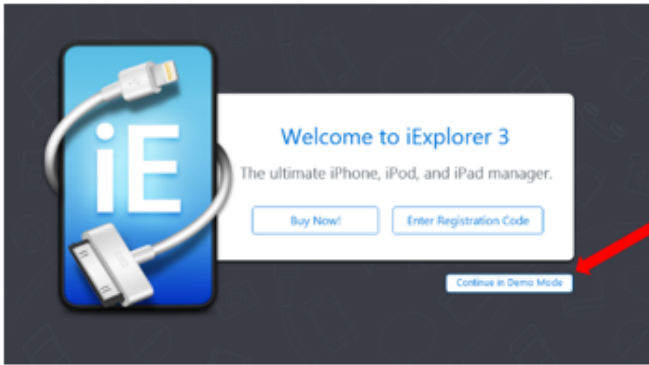 iE
Welcome to iExplorer 3
The ultimate iPhone, iPod, and iPad manager.
Buy Now!
Enter Registration Code
Continue in Demo Mode